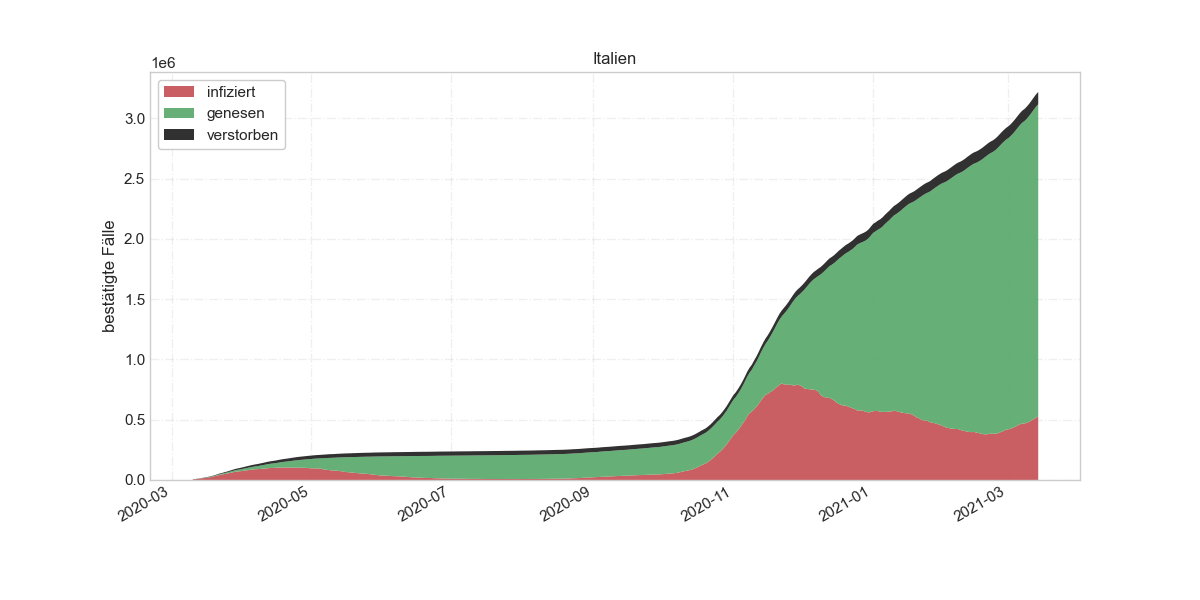 Italien
1e6
infiziert
genesen
verstorben
bestätigte Fälle
3.0
2.5
2.0
1.5
1.0
0.5
0.0
2020-03
2020-05
2020-07
2020-09
2020-11
2021-01
2021-03